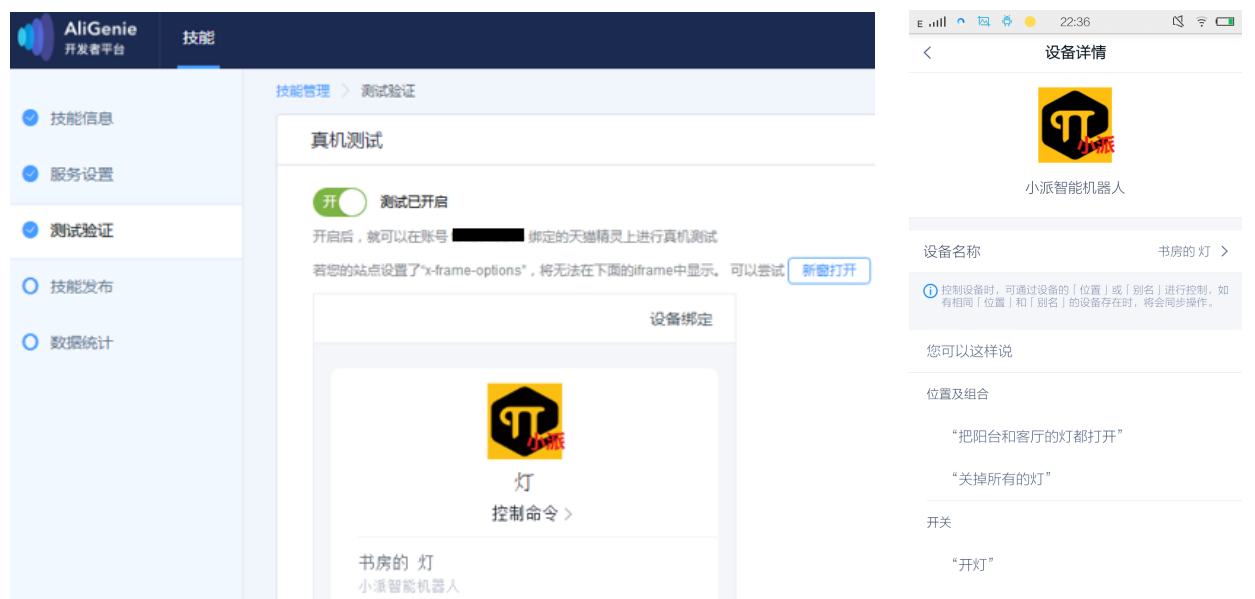 AliGenie
开发者平台
技能
技能信息
服务设置
测试验证
技能发布
数据统计
技能管理 > 测试验证
真机测试
开 测试已开启
开启后，就可以在账号 绑定的天猫精灵上进行真机测试
若您的站点设置了"x-frame-options"，将无法在下面的iframe中显示。 可以尝试 新窗打开
设备绑定
小派
灯
控制命令 >
书房的 灯
小派智能机器人
E 22:36
设备详情
小派
小派智能机器人
设备名称 书房的 灯 >
控制设备时，可通过设备的「位置」或「别名」进行控制，如
有相同「位置」和「别名」的设备存在时，将会同步操作。
您可以这样说
位置及组合
“把阳台和客厅的灯都打开”
“关掉所有的灯”
开关
“开灯”